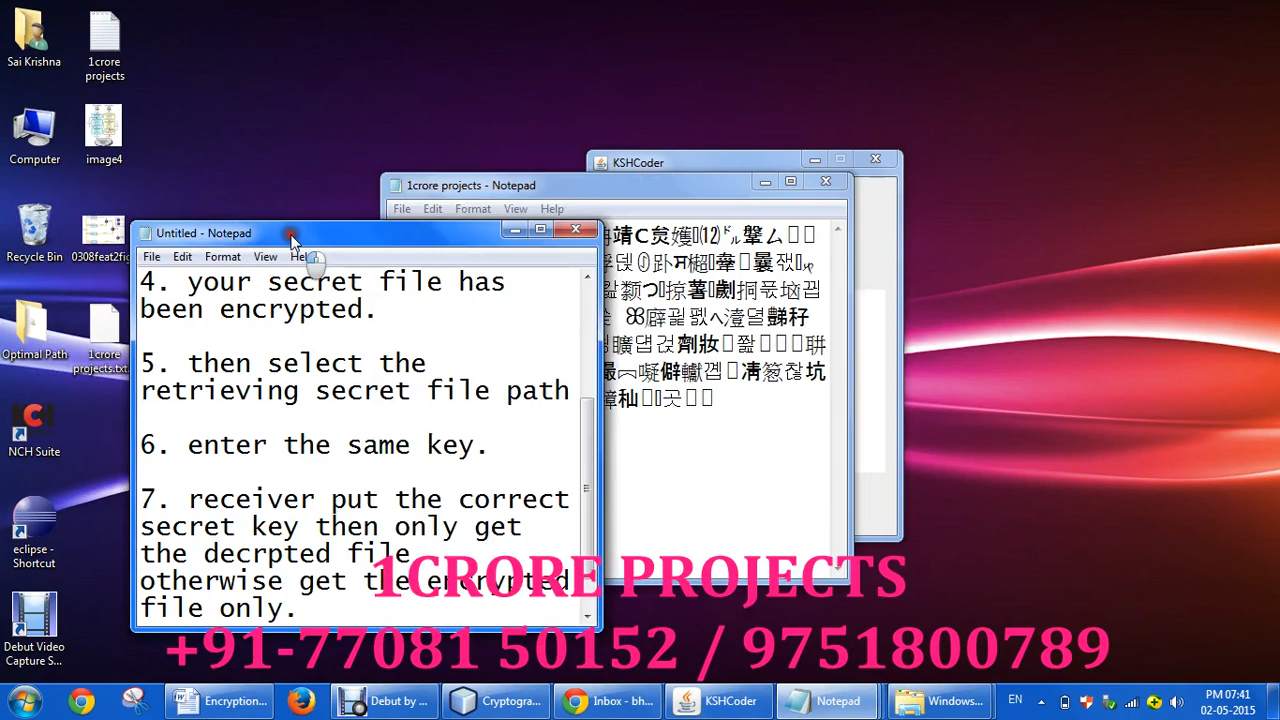 Sai Krishna
1crore
projects
Computer
image4
Recycle Bin
0308feat2fig
Optimal Path
1crore
projects.txt
NCH Suite
eclipse -
Shortcut
Debut Video
Capture S...
KSHCoder
1crore projects - Notepad
File Edit Format View Help
Untitled - Notepad
File Edit Format View Help
4. your secret file has
been encrypted.
5. then select the
retrieving secret file path
6. enter the same key.
7. receiver put the correct
secret key then only get
the decrpted file
otherwise get the encrypted
file only.
1CRORE PROJECTS
+91-77081 50152 / 9751800789
Encryption...
Debut by ...
Cryptogra...
Inbox - bh...
KSHCoder
Notepad
Windows...
EN
PM 07:41
02-05-2015